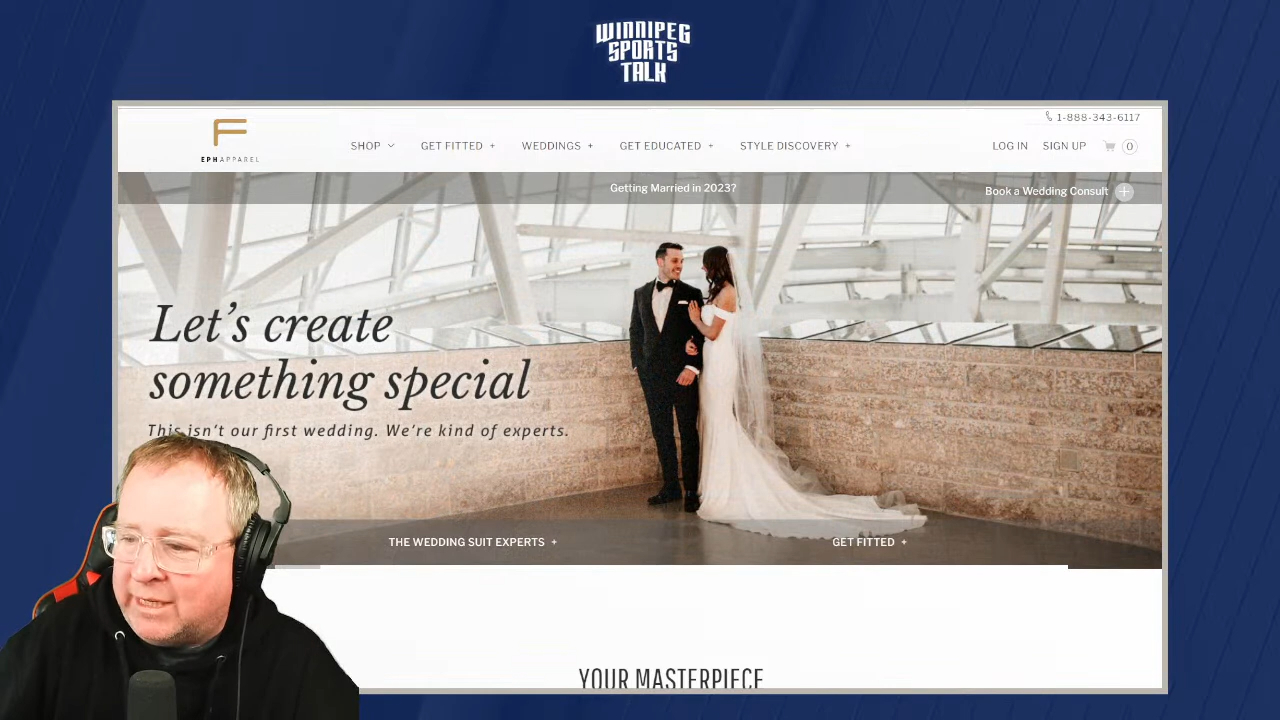 WINNIPEG
SPORTS
TALK
1-888-343-6117
EPHAPPAREL
SHOP
GET FITTED +
WEDDINGS +
GET EDUCATED +
STYLE DISCOVERY +
LOG IN
SIGN UP
0
Getting Married in 2023?
Book a Wedding Consult +
Let's create
something special
This isn't our first wedding. We're kind of experts.
THE WEDDING SUIT EXPERTS +
GET FITTED +
YOUR MASTERPIECE